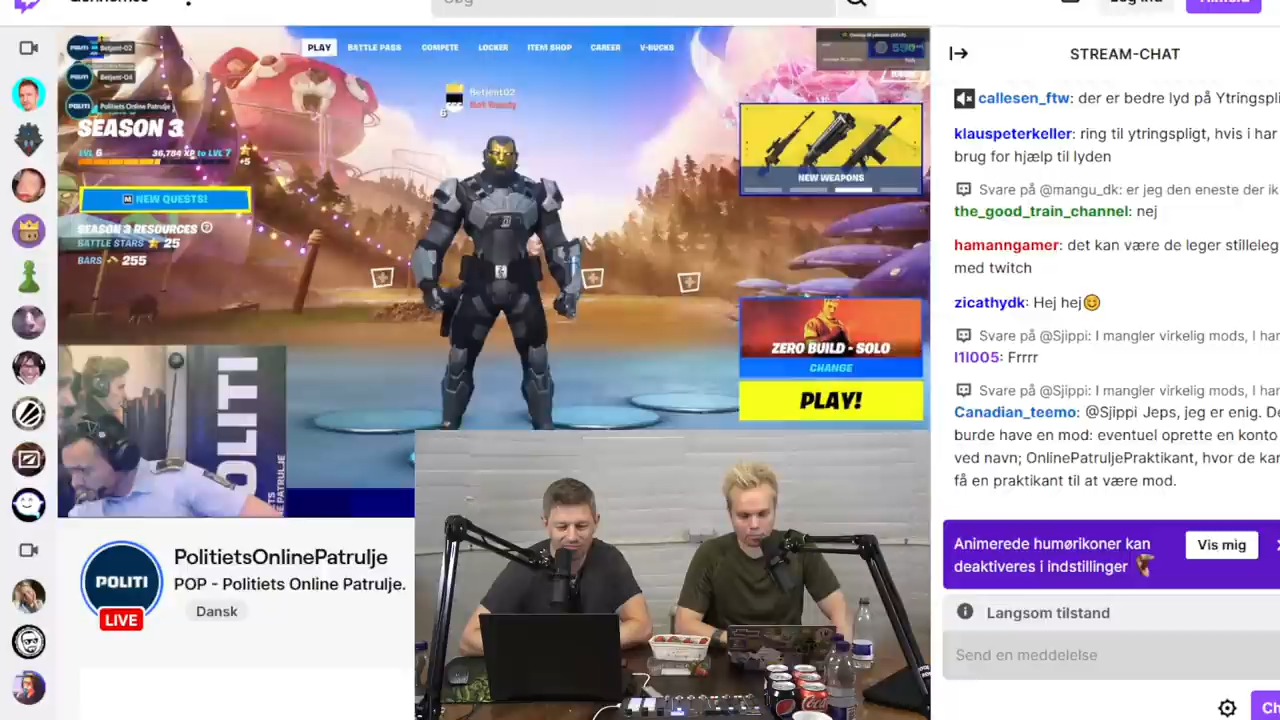 Søg
Log ind
Betjent-02
Betjent-04
Politiets Online Patrulje
PLAY
BATTLE PASS
COMPETE
LOCKER
ITEM SHOP
CAREER
V-BUCKS
SEASON 3
LVL 6
36,784 XP to LVL 7
+5
M NEW QUESTS!
SEASON 3 RESOURCES ?
BATTLE STARS 25
BARS 255
Betjent02
Not Ready
NEW WEAPONS
ZERO BUILD - SOLO
CHANGE
PLAY!
POLITI
PolitietsOnlinePatrulje
POP - Politiets Online Patrulje.
POLITI
LIVE
Dansk
STREAM-CHAT
callesen_ftw: der er bedre lyd på Ytringspli
klauspeterkeller: ring til ytringspligt, hvis i har
brug for hjælp til lyden
Svare på @mangu_dk: er jeg den eneste der ik
the_good_train_channel: nej
hamanngamer: det kan være de leger stilleleg
med twitch
zicathydk: Hej hej😊
Svare på @Sjippi: I mangler virkelig mods, I har
l1l005: Frrrr
Svare på @Sjippi: I mangler virkelig mods, I har
Canadian_teemo: @Sjippi Jeps, jeg er enig. De
burde have en mod: eventuel oprette en konto
ved navn; OnlinePatruljePraktikant, hvor de kan
få en praktikant til at være mod.
Animerede humørikoner kan
deaktiveres i indstillinger
Vis mig
Langsom tilstand
Send en meddelelse
Ch